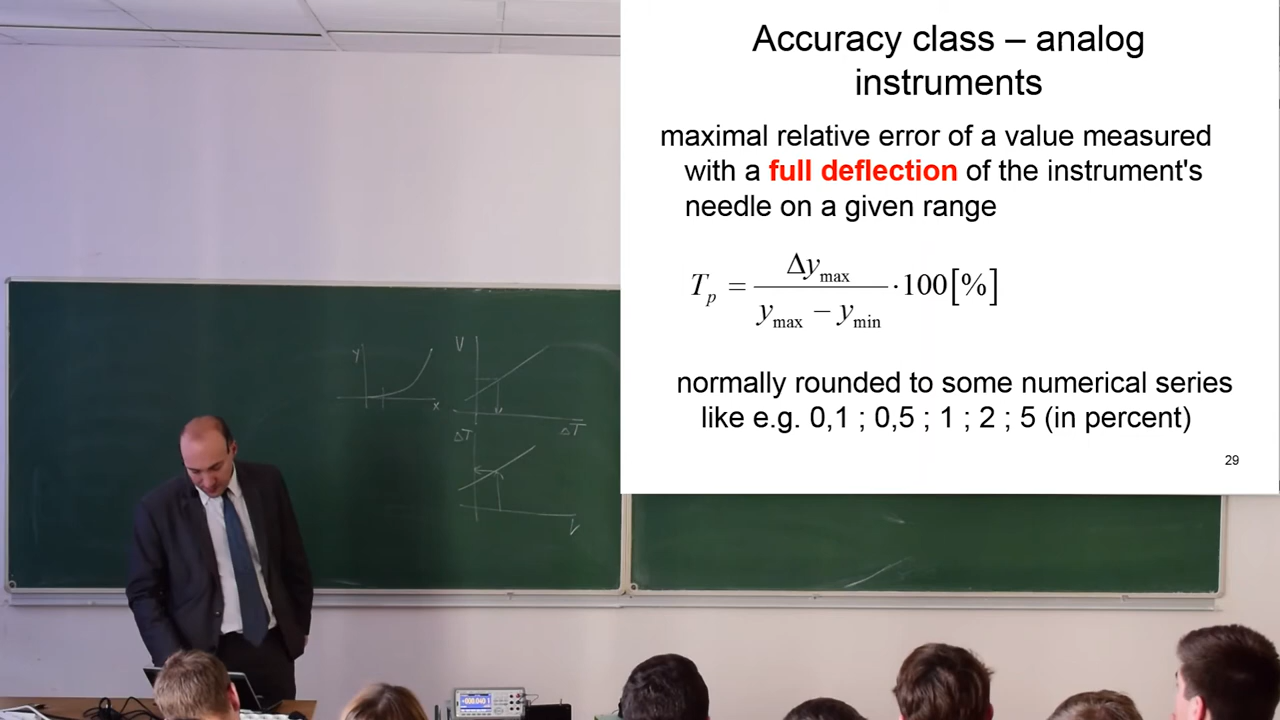 Accuracy class – analog
instruments
maximal relative error of a value measured
with a full deflection of the instrument's
needle on a given range
T_p = Δy_max / (y_max − y_min) · 100[%]
normally rounded to some numerical series
like e.g. 0,1 ; 0,5 ; 1 ; 2 ; 5 (in percent)
29
y
x
V
ΔT
ΔT
V